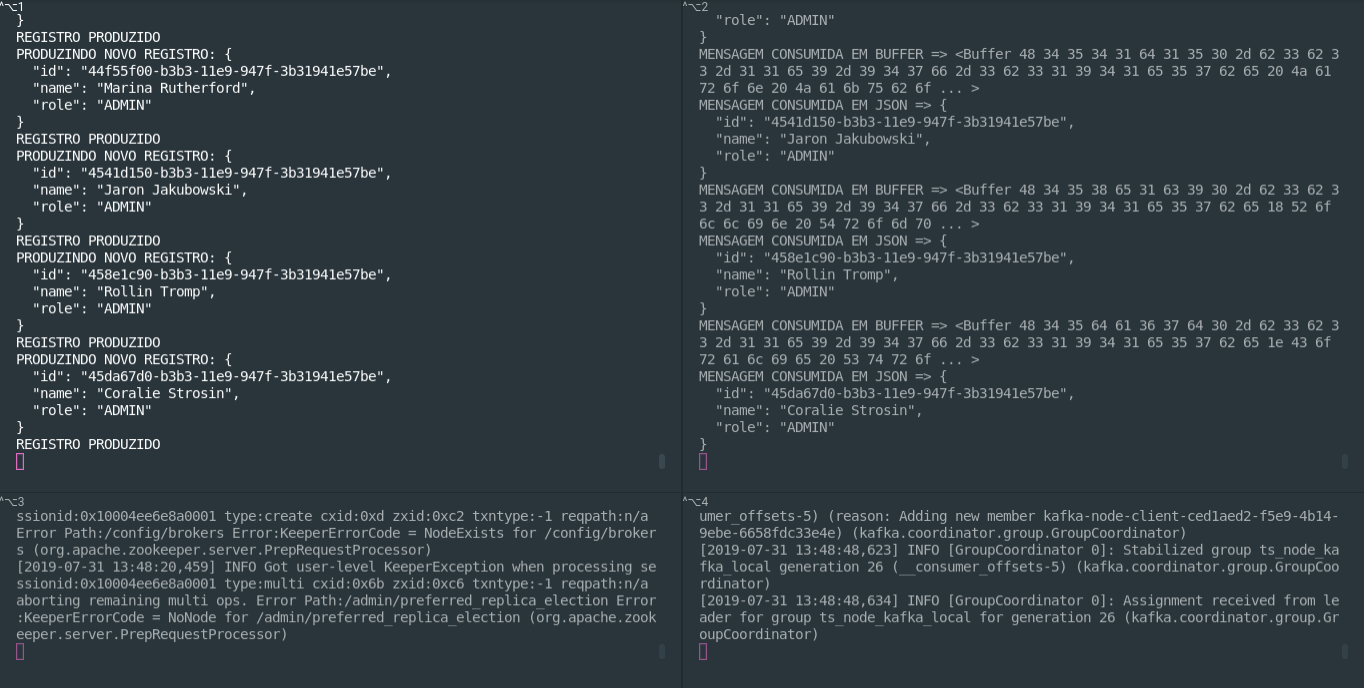 ^⌥1
}
REGISTRO PRODUZIDO
PRODUZINDO NOVO REGISTRO: {
  "id": "44f55f00-b3b3-11e9-947f-3b31941e57be",
  "name": "Marina Rutherford",
  "role": "ADMIN"
}
REGISTRO PRODUZIDO
PRODUZINDO NOVO REGISTRO: {
  "id": "4541d150-b3b3-11e9-947f-3b31941e57be",
  "name": "Jaron Jakubowski",
  "role": "ADMIN"
}
REGISTRO PRODUZIDO
PRODUZINDO NOVO REGISTRO: {
  "id": "458e1c90-b3b3-11e9-947f-3b31941e57be",
  "name": "Rollin Tromp",
  "role": "ADMIN"
}
REGISTRO PRODUZIDO
PRODUZINDO NOVO REGISTRO: {
  "id": "45da67d0-b3b3-11e9-947f-3b31941e57be",
  "name": "Coralie Strosin",
  "role": "ADMIN"
}
REGISTRO PRODUZIDO
^⌥2
  "role": "ADMIN"
}
MENSAGEM CONSUMIDA EM BUFFER => <Buffer 48 34 35 34 31 64 31 35 30 2d 62 33 62 3
3 2d 31 31 65 39 2d 39 34 37 66 2d 33 62 33 31 39 34 31 65 35 37 62 65 20 4a 61
72 6f 6e 20 4a 61 6b 75 62 6f ... >
MENSAGEM CONSUMIDA EM JSON => {
  "id": "4541d150-b3b3-11e9-947f-3b31941e57be",
  "name": "Jaron Jakubowski",
  "role": "ADMIN"
}
MENSAGEM CONSUMIDA EM BUFFER => <Buffer 48 34 35 38 65 31 63 39 30 2d 62 33 62 3
3 2d 31 31 65 39 2d 39 34 37 66 2d 33 62 33 31 39 34 31 65 35 37 62 65 18 52 6f
6c 6c 69 6e 20 54 72 6f 6d 70 ... >
MENSAGEM CONSUMIDA EM JSON => {
  "id": "458e1c90-b3b3-11e9-947f-3b31941e57be",
  "name": "Rollin Tromp",
  "role": "ADMIN"
}
MENSAGEM CONSUMIDA EM BUFFER => <Buffer 48 34 35 64 61 36 37 64 30 2d 62 33 62 3
3 2d 31 31 65 39 2d 39 34 37 66 2d 33 62 33 31 39 34 31 65 35 37 62 65 1e 43 6f
72 61 6c 69 65 20 53 74 72 6f ... >
MENSAGEM CONSUMIDA EM JSON => {
  "id": "45da67d0-b3b3-11e9-947f-3b31941e57be",
  "name": "Coralie Strosin",
  "role": "ADMIN"
}
^⌥3
ssionid:0x10004ee6e8a0001 type:create cxid:0xd zxid:0xc2 txntype:-1 reqpath:n/a
Error Path:/config/brokers Error:KeeperErrorCode = NodeExists for /config/broker
s (org.apache.zookeeper.server.PrepRequestProcessor)
[2019-07-31 13:48:20,459] INFO Got user-level KeeperException when processing se
ssionid:0x10004ee6e8a0001 type:multi cxid:0x6b zxid:0xc6 txntype:-1 reqpath:n/a
aborting remaining multi ops. Error Path:/admin/preferred_replica_election Error
:KeeperErrorCode = NoNode for /admin/preferred_replica_election (org.apache.zook
eeper.server.PrepRequestProcessor)
^⌥4
umer_offsets-5) (reason: Adding new member kafka-node-client-ced1aed2-f5e9-4b14-
9ebe-6658fdc33e4e) (kafka.coordinator.group.GroupCoordinator)
[2019-07-31 13:48:48,623] INFO [GroupCoordinator 0]: Stabilized group ts_node_ka
fka_local generation 26 (__consumer_offsets-5) (kafka.coordinator.group.GroupCoo
rdinator)
[2019-07-31 13:48:48,634] INFO [GroupCoordinator 0]: Assignment received from le
ader for group ts_node_kafka_local for generation 26 (kafka.coordinator.group.Gr
oupCoordinator)